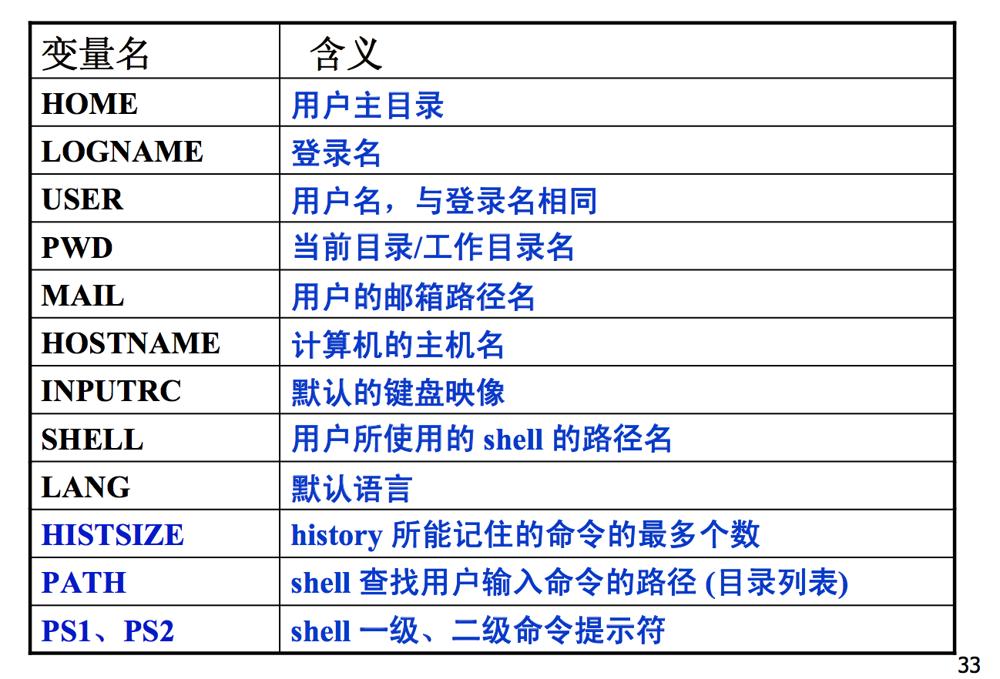 变量名 含义
HOME 用户主目录
LOGNAME 登录名
USER 用户名，与登录名相同
PWD 当前目录/工作目录名
MAIL 用户的邮箱路径名
HOSTNAME 计算机的主机名
INPUTRC 默认的键盘映像
SHELL 用户所使用的 shell 的路径名
LANG 默认语言
HISTSIZE history 所能记住的命令的最多个数
PATH shell 查找用户输入命令的路径 (目录列表)
PS1、PS2 shell 一级、二级命令提示符
33